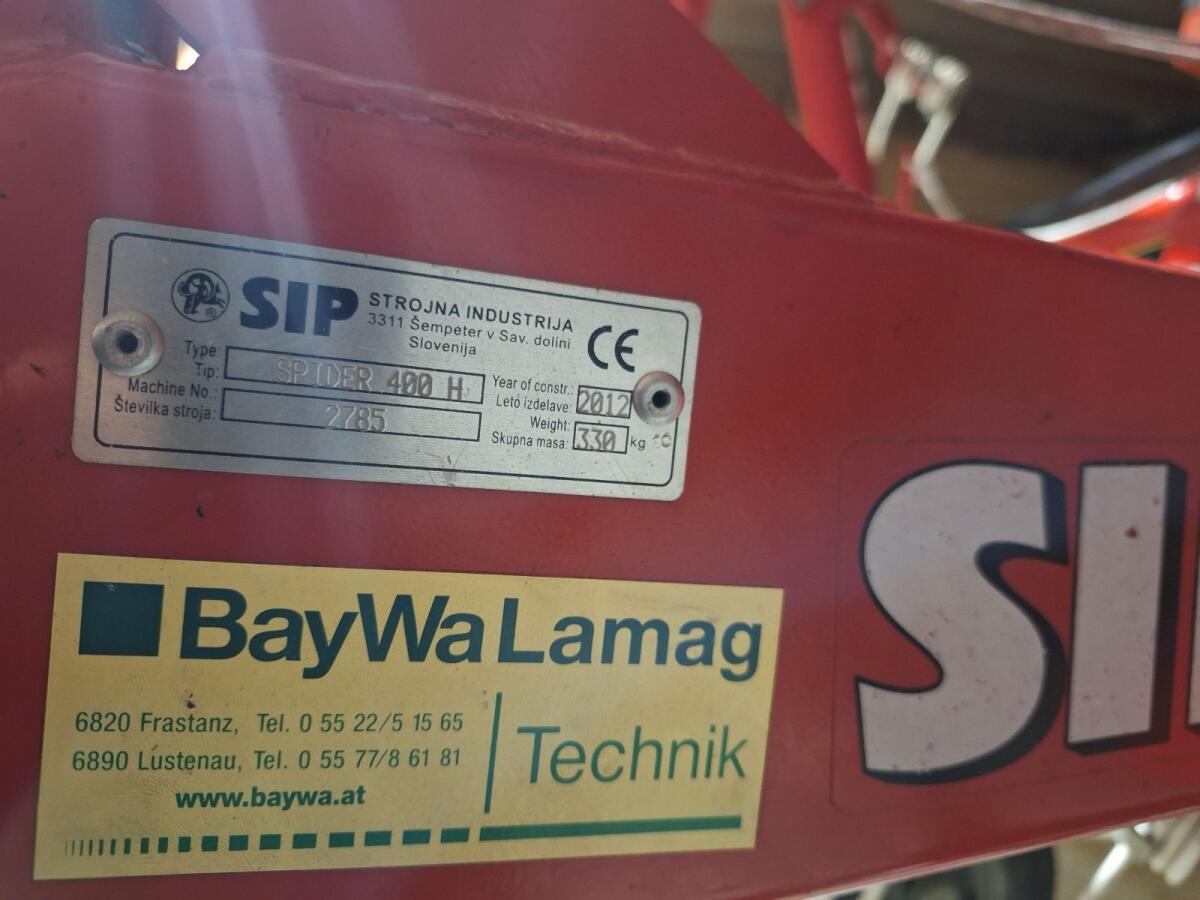 SIP STROJNA INDUSTRIJA
3311 Šempeter v Sav. dolini
Slovenija
CE
Type:
Tip:
SPIDER 400 H
Machine No.:
Številka stroja:
2785
Year of constr.:
Leto izdelave:
2012
Weight:
Skupna masa:
330 kg
SI
BayWa Lamag
6820 Frastanz, Tel. 0 55 22/5 15 65
6890 Lustenau, Tel. 0 55 77/8 61 81
www.baywa.at
Technik